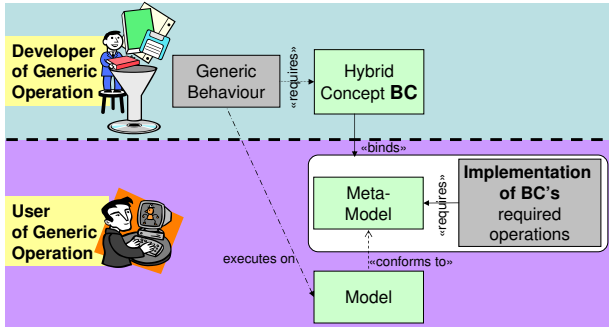 Developer
of Generic
Operation
Generic
Behaviour
«requires»
Hybrid
Concept BC
«binds»
Meta-
Model
«requires»
Implementation
of BC's
required
operations
User
of Generic
Operation
executes on
«conforms to»
Model